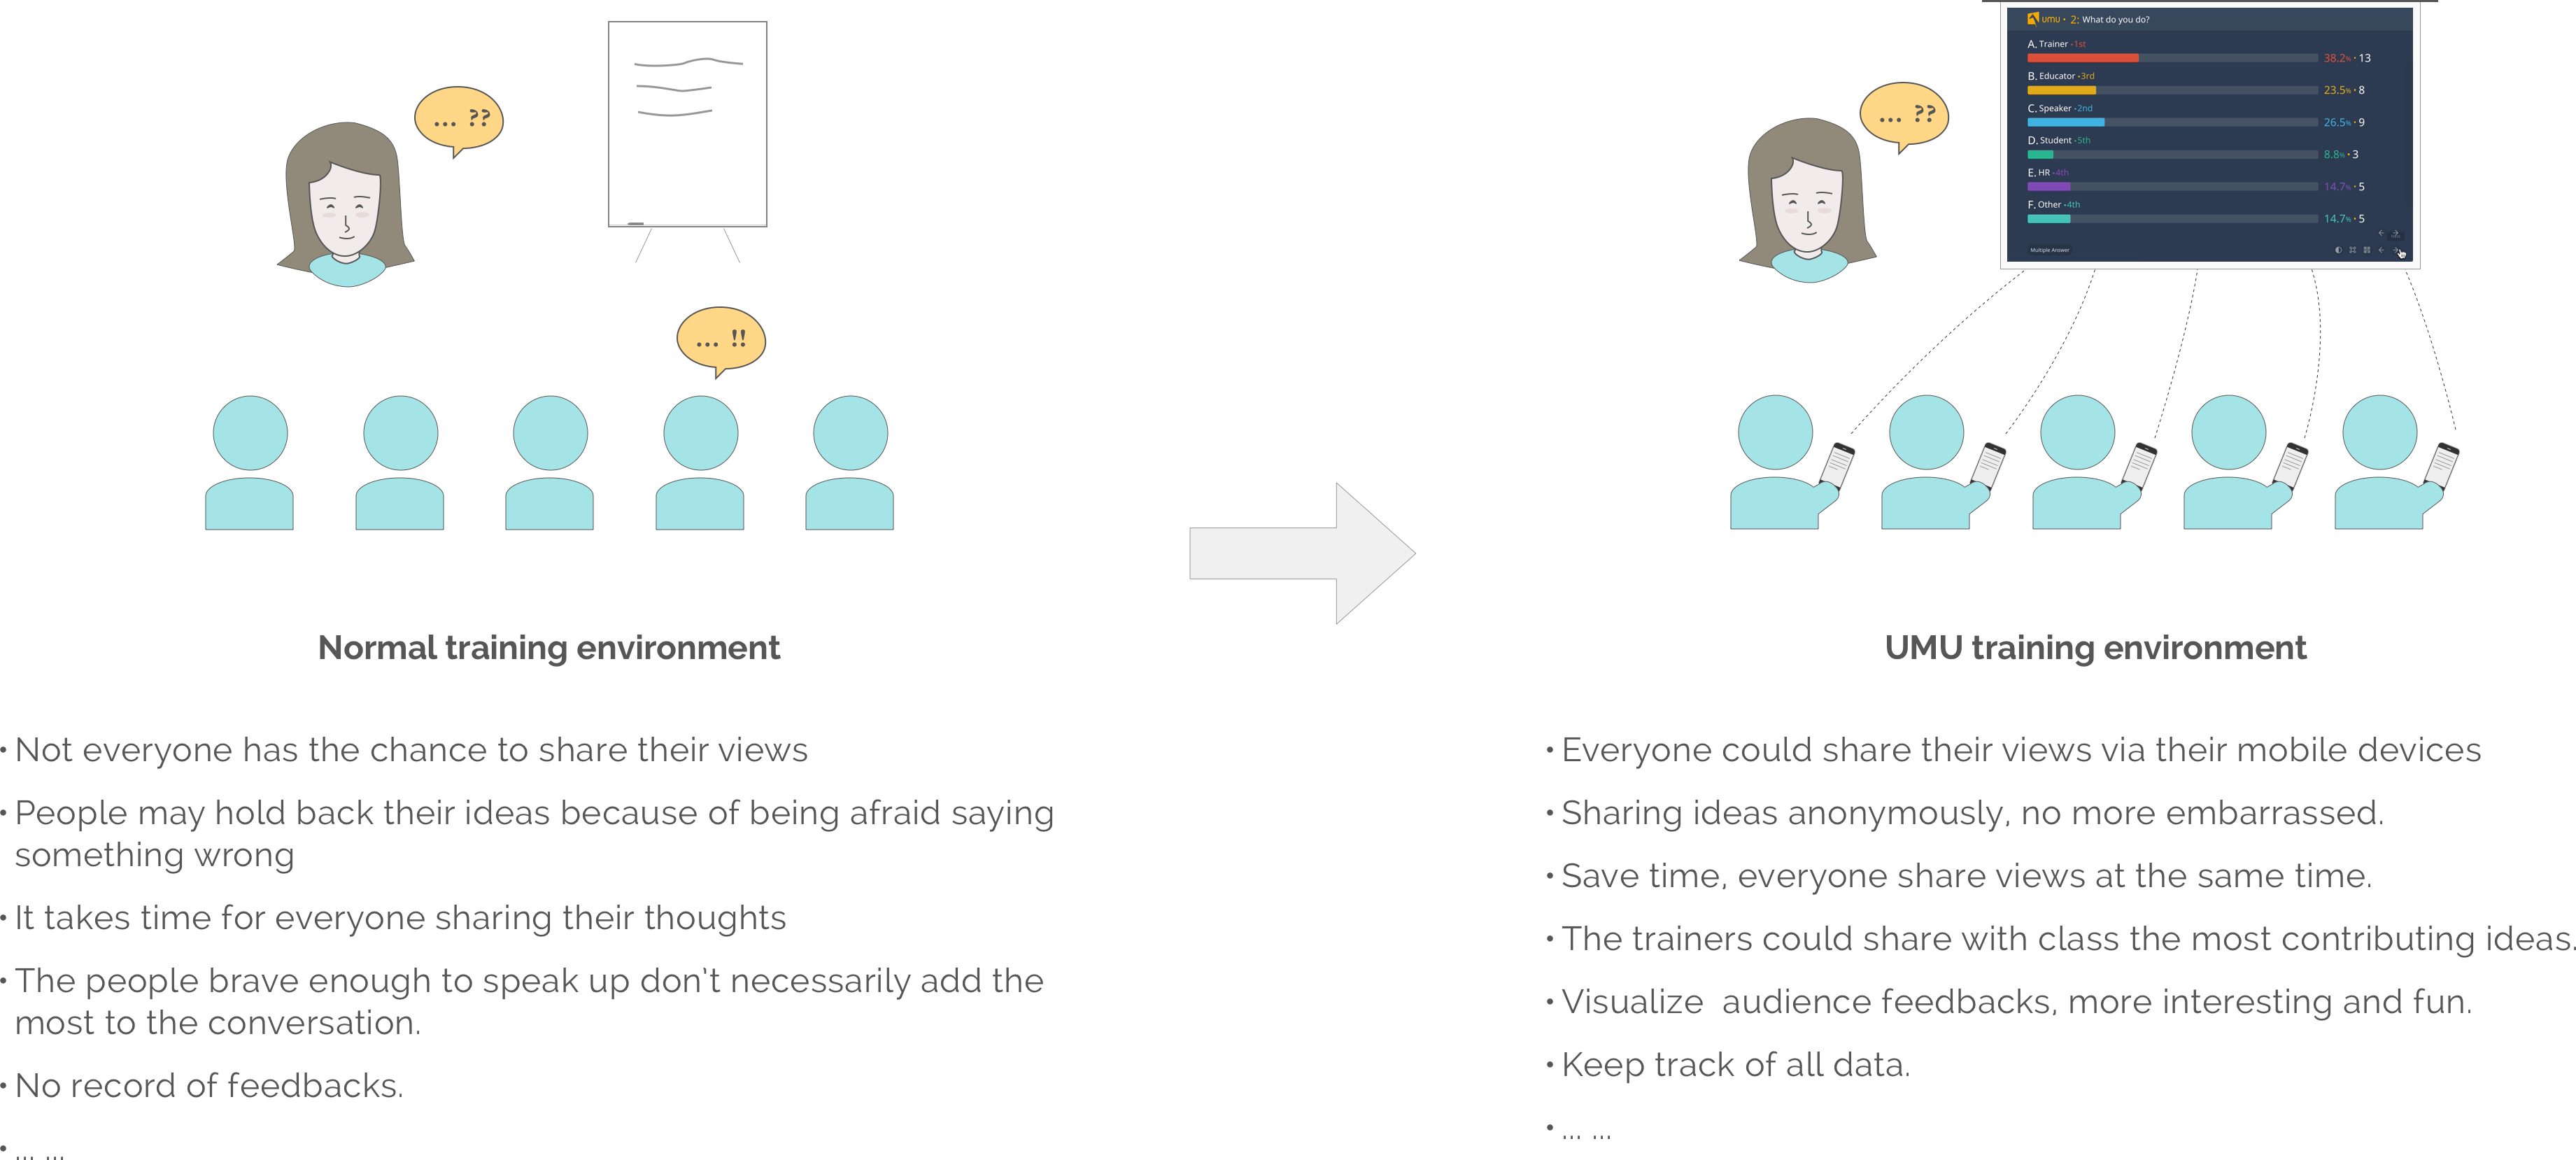 ... ??
... !!
Normal training environment
• Not everyone has the chance to share their views
• People may hold back their ideas because of being afraid saying
something wrong
• It takes time for everyone sharing their thoughts
• The people brave enough to speak up don't necessarily add the
most to the conversation.
• No record of feedbacks.
• ... ...
... ??
UMU • 2: What do you do?
A. Trainer •1st
38.2% • 13
B. Educator •3rd
23.5% • 8
C. Speaker •2nd
26.5% • 9
D. Student •5th
8.8% • 3
E. HR •4th
14.7% • 5
F. Other •4th
14.7% • 5
Multiple Answer
UMU training environment
• Everyone could share their views via their mobile devices
• Sharing ideas anonymously, no more embarrassed.
• Save time, everyone share views at the same time.
• The trainers could share with class the most contributing ideas.
• Visualize  audience feedbacks, more interesting and fun.
• Keep track of all data.
• ... ...